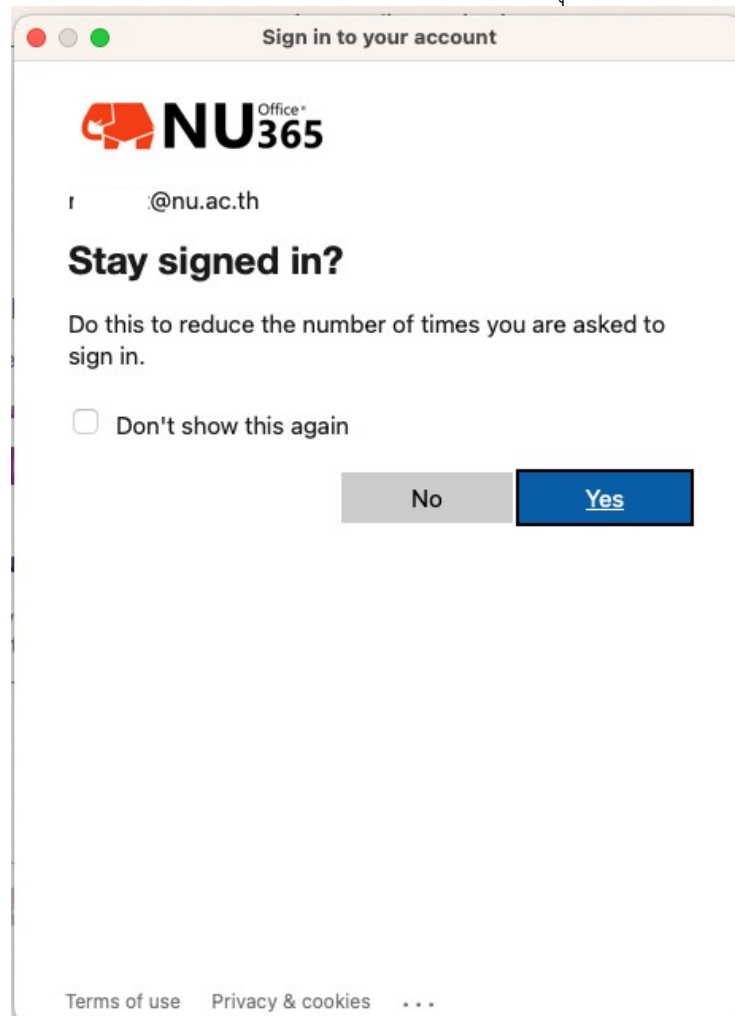 Sign in to your account
NU Office 365
@nu.ac.th
Stay signed in?
Do this to reduce the number of times you are asked to
sign in.
Don't show this again
No Yes
Terms of use Privacy & cookies ...